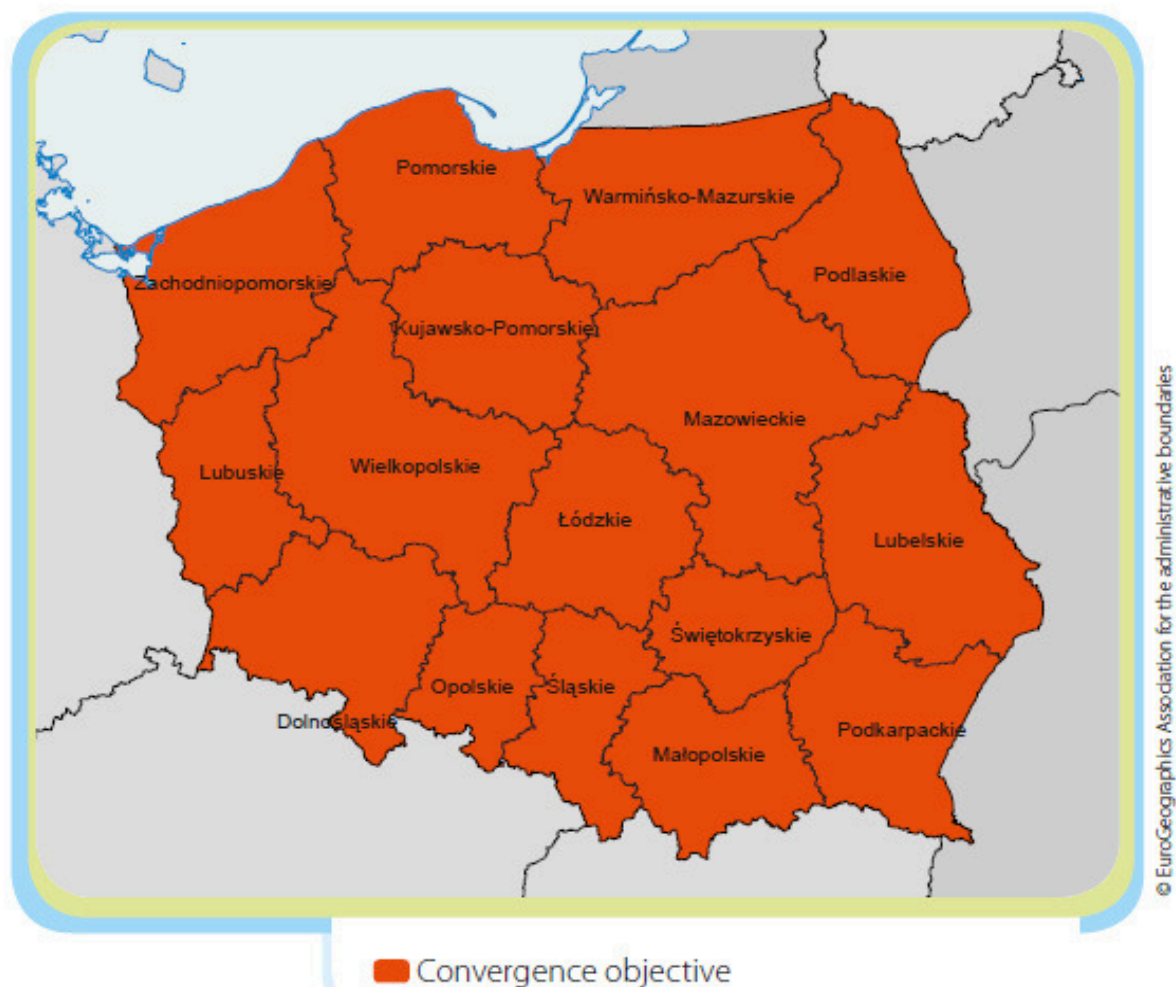 Pomorskie
Warmińsko-Mazurskie
Podlaskie
Zachodniopomorskie
Kujawsko-Pomorskie
Mazowieckie
Lubuskie
Wielkopolskie
Łódzkie
Lubelskie
Świętokrzyskie
Opolskie
Śląskie
Dolnośląskie
Podkarpackie
Małopolskie
© EuroGeographics Association for the administrative boundaries
Convergence objective